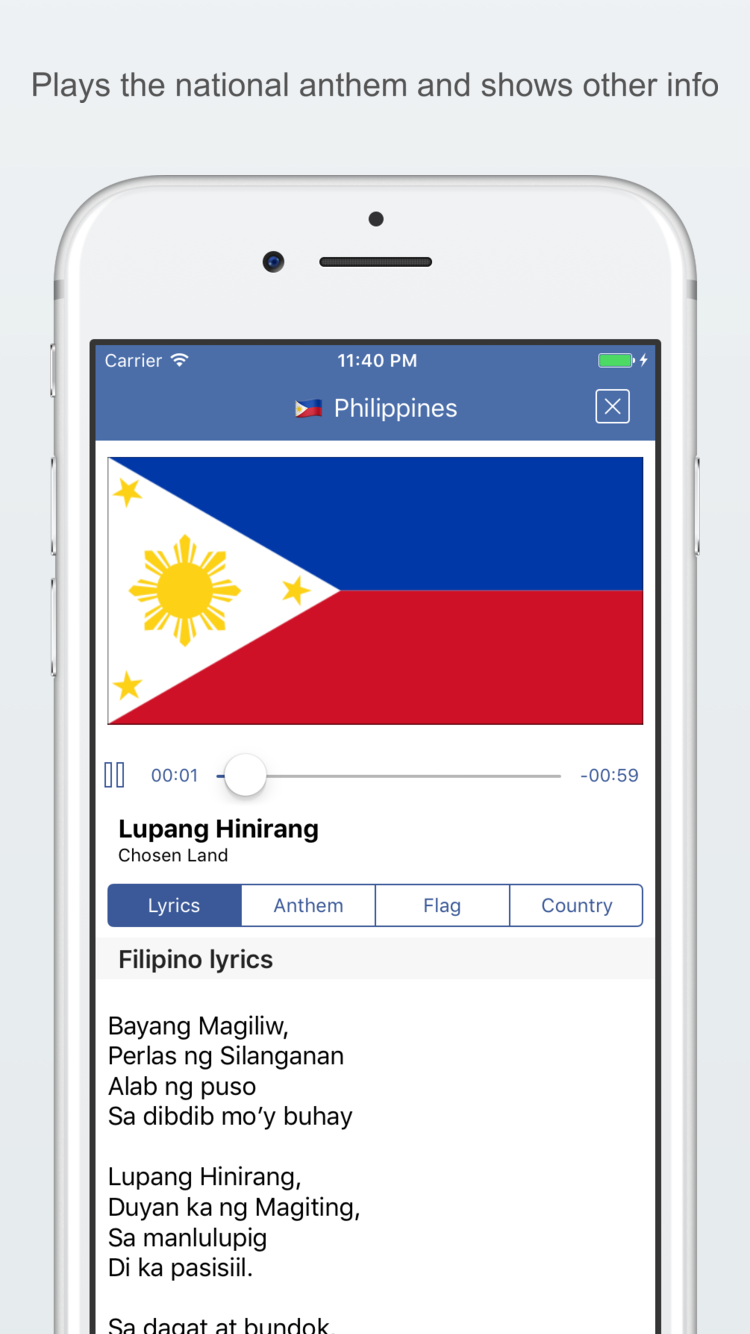 Plays the national anthem and shows other info
Carrier 11:40 PM
Philippines
00:01 -00:59
Lupang Hinirang
Chosen Land
Lyrics Anthem Flag Country
Filipino lyrics
Bayang Magiliw,
Perlas ng Silanganan
Alab ng puso
Sa dibdib mo’y buhay
Lupang Hinirang,
Duyan ka ng Magiting,
Sa manlulupig
Di ka pasisiil.
Sa dagat at bundok,